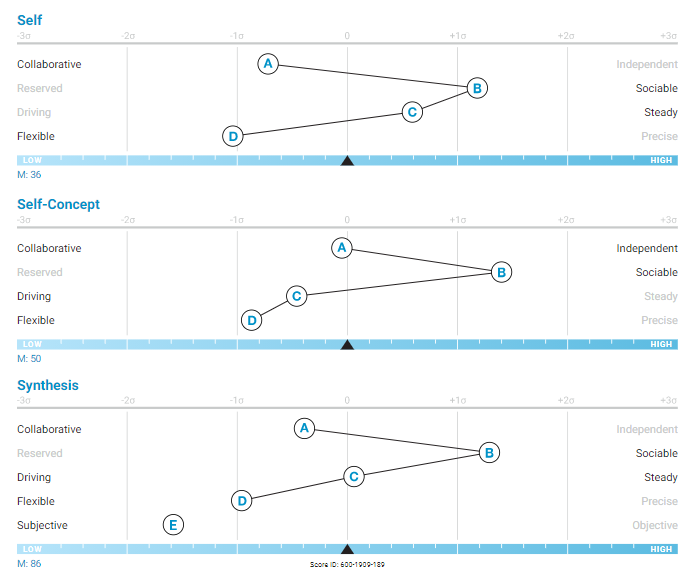 Self
-3σ -2σ -1σ 0 +1σ +2σ +3σ
Collaborative A Independent
Reserved B Sociable
Driving C Steady
Flexible D Precise
LOW HIGH
M: 36
Self-Concept
-3σ -2σ -1σ 0 +1σ +2σ +3σ
Collaborative A Independent
Reserved B Sociable
Driving C Steady
Flexible D Precise
LOW HIGH
M: 50
Synthesis
-3σ -2σ -1σ 0 +1σ +2σ +3σ
Collaborative A Independent
Reserved B Sociable
Driving C Steady
Flexible D Precise
Subjective E Objective
LOW HIGH
M: 86 Score ID: 600-1909-189